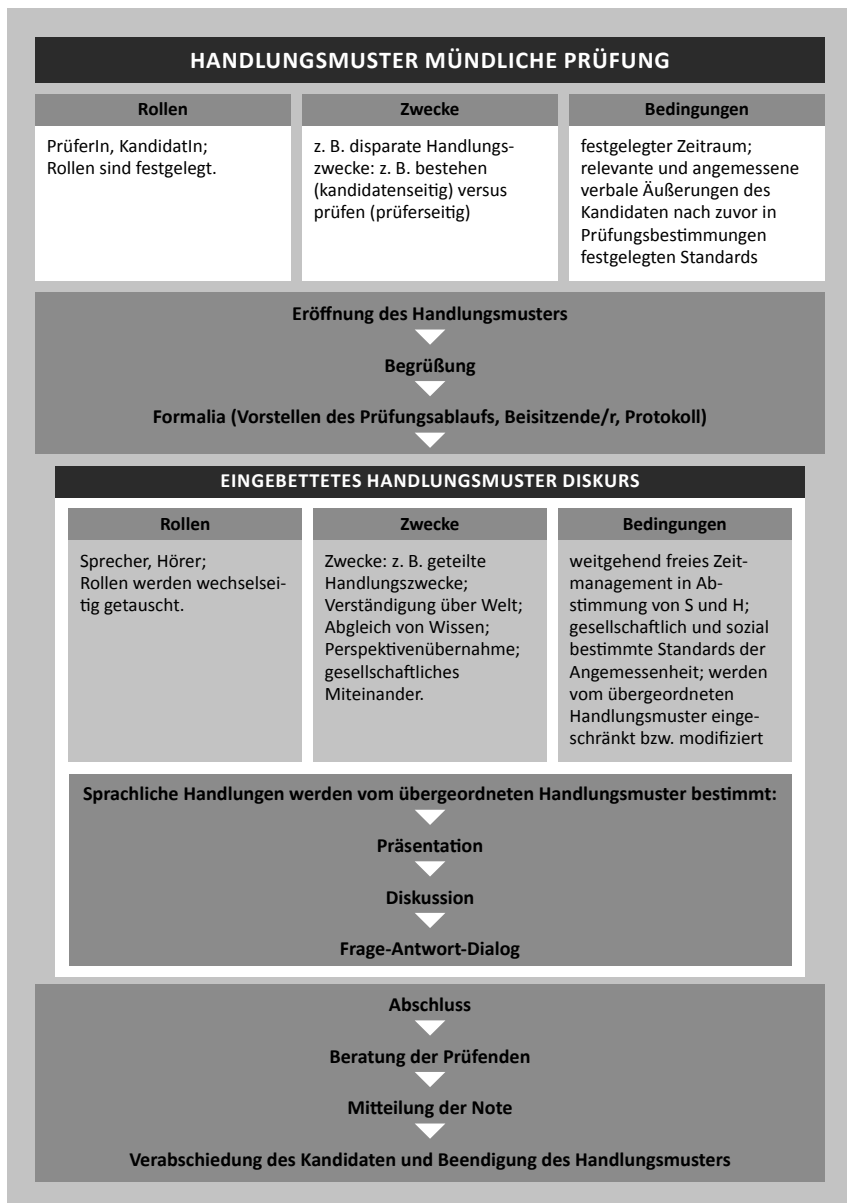 HANDLUNGSMUSTER MÜNDLICHE PRÜFUNG
Rollen
PrüferIn, KandidatIn;
Rollen sind festgelegt.
Zwecke
z. B. disparate Handlungs-
zwecke: z. B. bestehen
(kandidatenseitig) versus
prüfen (prüferseitig)
Bedingungen
festgelegter Zeitraum;
relevante und angemessene
verbale Äußerungen des
Kandidaten nach zuvor in
Prüfungsbestimmungen
festgelegten Standards
Eröffnung des Handlungsmusters
Begrüßung
Formalia (Vorstellen des Prüfungsablaufs, Beisitzende/r, Protokoll)
EINGEBETTETES HANDLUNGSMUSTER DISKURS
Rollen
Sprecher, Hörer;
Rollen werden wechselsei-
tig getauscht.
Zwecke
Zwecke: z. B. geteilte
Handlungszwecke;
Verständigung über Welt;
Abgleich von Wissen;
Perspektivenübernahme;
gesellschaftliches
Miteinander.
Bedingungen
weitgehend freies Zeit-
management in Ab-
stimmung von S und H;
gesellschaftlich und sozial
bestimmte Standards der
Angemessenheit; werden
vom übergeordneten
Handlungsmuster einge-
schränkt bzw. modifiziert
Sprachliche Handlungen werden vom übergeordneten Handlungsmuster bestimmt:
Präsentation
Diskussion
Frage-Antwort-Dialog
Abschluss
Beratung der Prüfenden
Mitteilung der Note
Verabschiedung des Kandidaten und Beendigung des Handlungsmusters